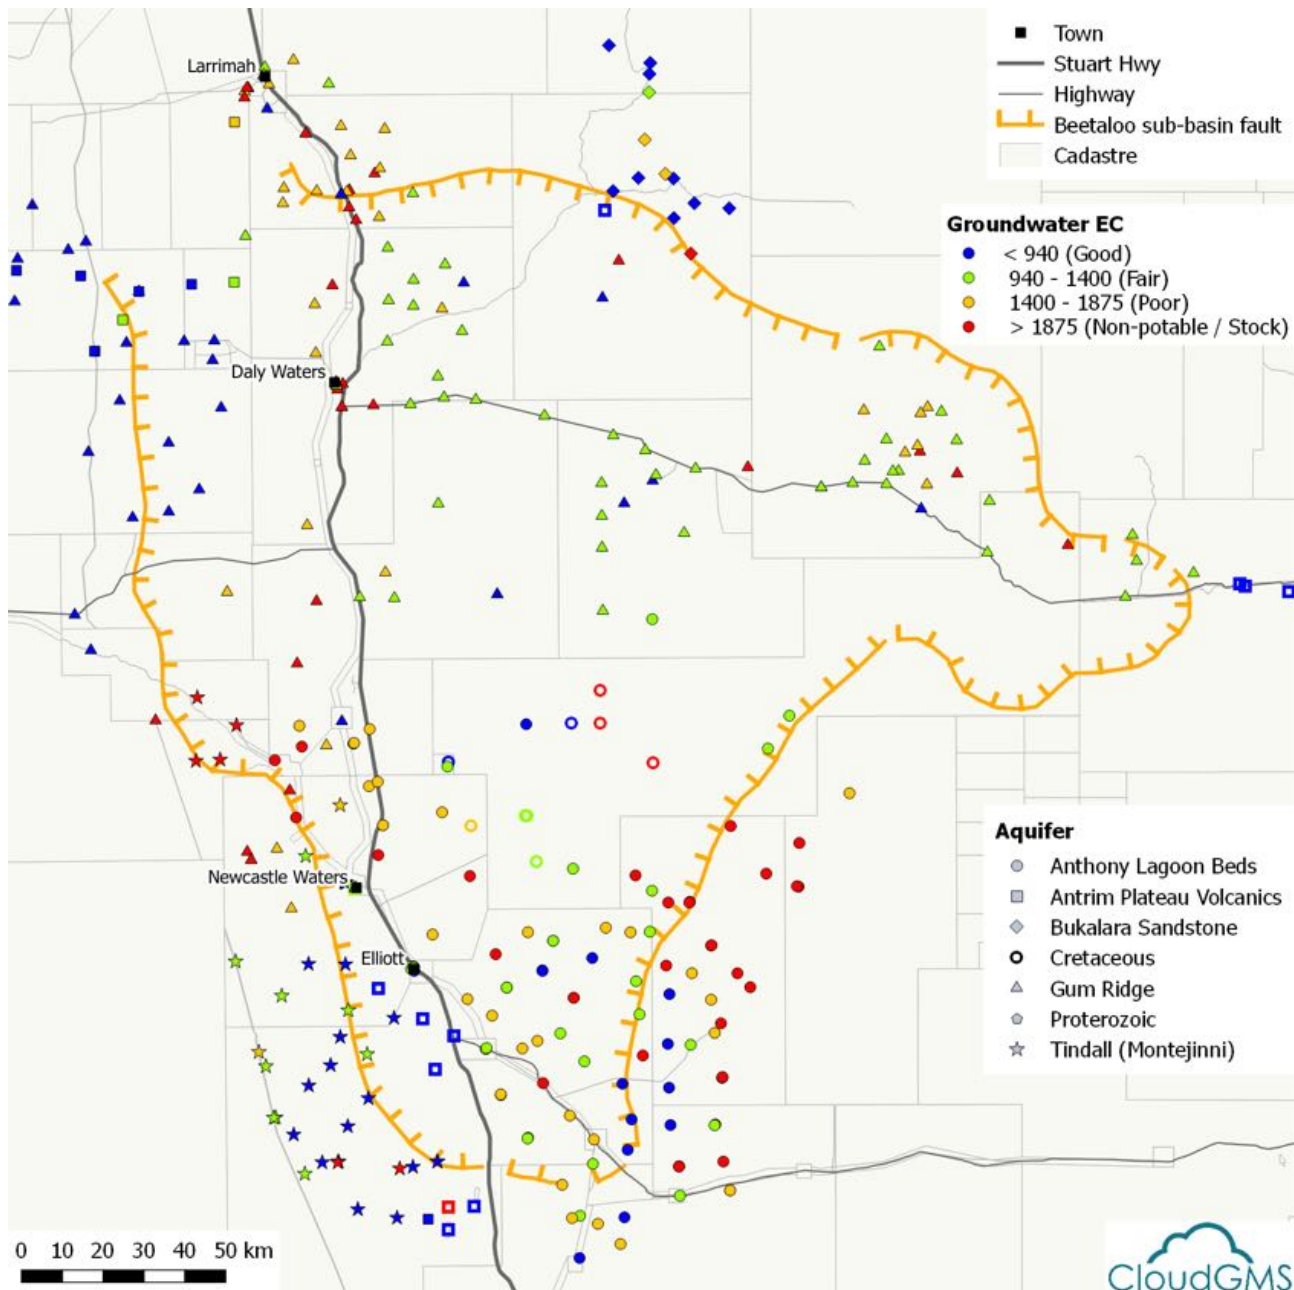 Town
Stuart Hwy
Highway
Beetaloo sub-basin fault
Cadastre
Larrimah
Groundwater EC
< 940 (Good)
940 - 1400 (Fair)
1400 - 1875 (Poor)
> 1875 (Non-potable / Stock)
Daly Waters
Aquifer
Anthony Lagoon Beds
Antrim Plateau Volcanics
Bukalara Sandstone
Cretaceous
Gum Ridge
Proterozoic
Tindall (Montejinni)
Newcastle Waters
Elliott
0 10 20 30 40 50 km
CloudGMS